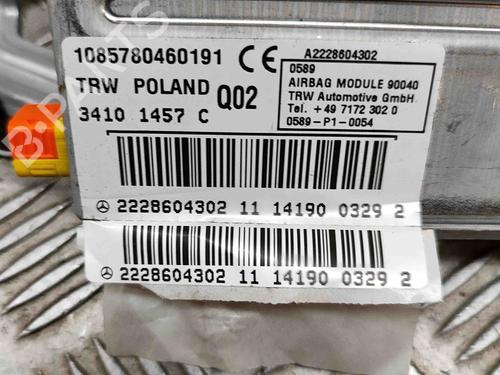 1085780460191 CE A2228604302
TRW POLAND Q02
3410 1457 C
0589
AIRBAG MODULE 90040
TRW Automotive GmbH
Tel. +49 7172 302 0
0589-P1-0054
2228604302 11 14190 0329 2
2228604302 11 14190 0329 2